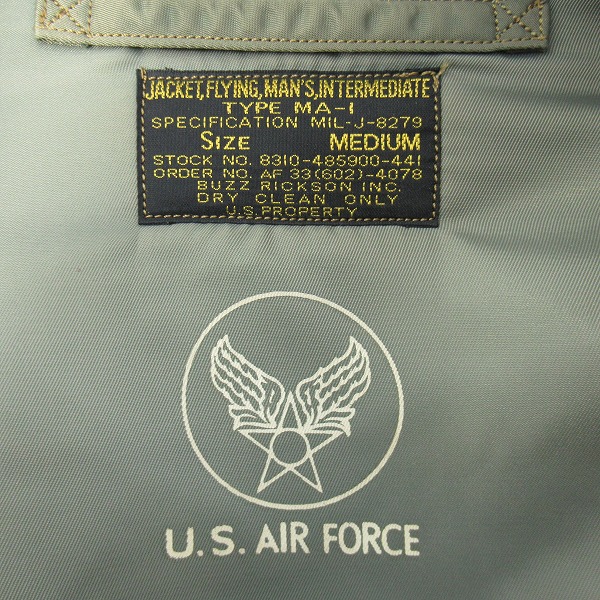 JACKET, FLYING, MAN'S, INTERMEDIATE
TYPE MA-1
SPECIFICATION MIL-J-8279
SIZE MEDIUM
STOCK NO. 8310-485900-441
ORDER NO. AF 33(602)-4078
BUZZ RICKSON INC.
DRY CLEAN ONLY
U.S. PROPERTY
U.S. AIR FORCE